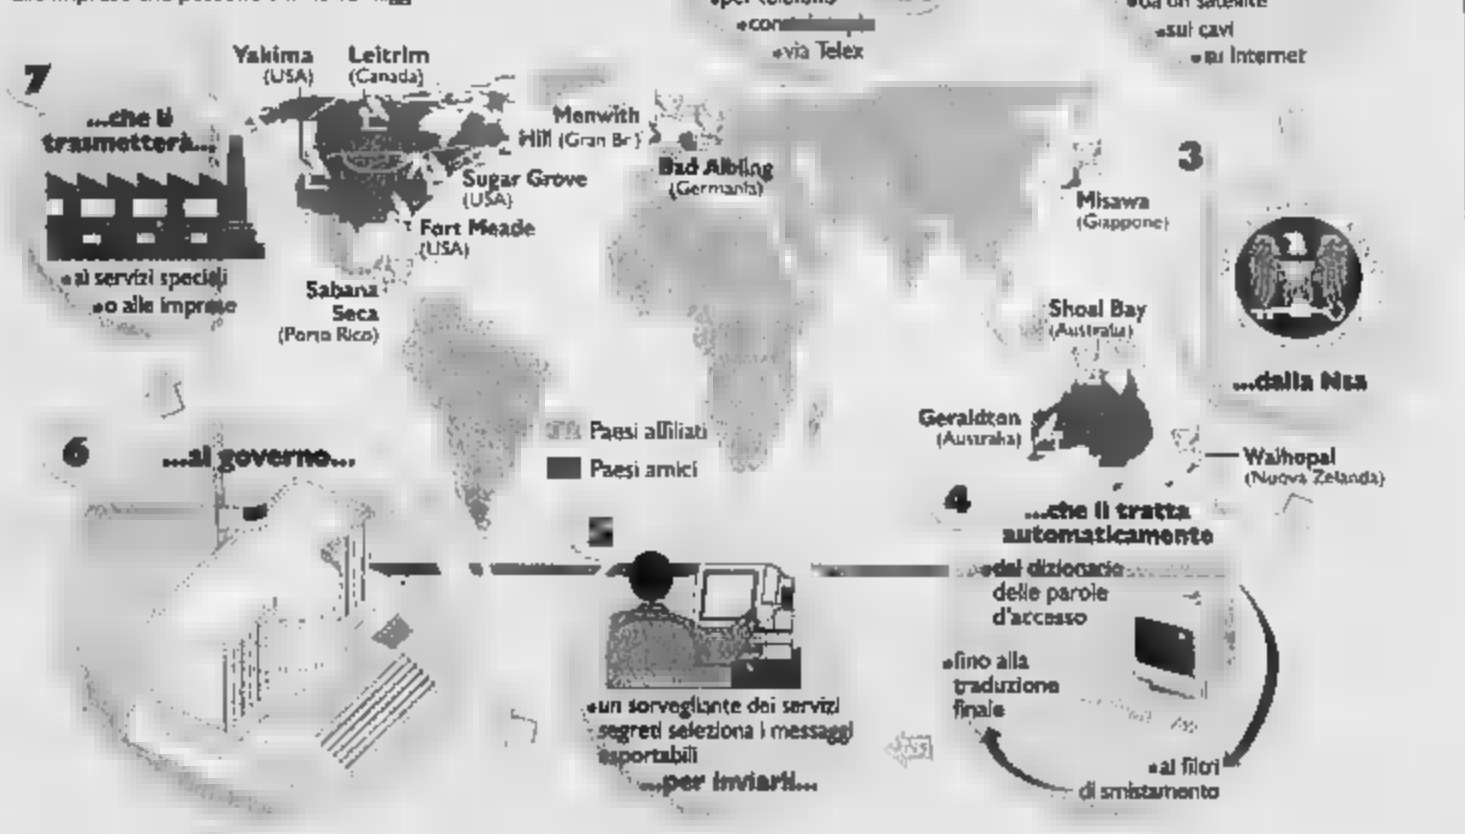 via Telex
sui cavi
su Internet
7
Yakima
(USA)
Leitrim
(Canada)
...che li
trasmetterà...
ai servizi speciali
o alle imprese
Menwith
Hill (Gran Br.)
Bad Aibling
(Germania)
Sugar Grove
(USA)
Fort Meade
(USA)
Sabana
Seca
(Porto Rico)
Misawa
(Giappone)
3
...dalla Nsa
Shoal Bay
(Australia)
Geraldton
(Australia)
Waihopai
(Nuova Zelanda)
Paesi affiliati
Paesi amici
6
...al governo...
4
...che li tratta
automaticamente
dal dizionario
delle parole
d'accesso
fino alla
traduzione
finale
ai filtri
di smistamento
un sorvegliante dei servizi
segreti seleziona i messaggi
esportabili
...per inviarli...